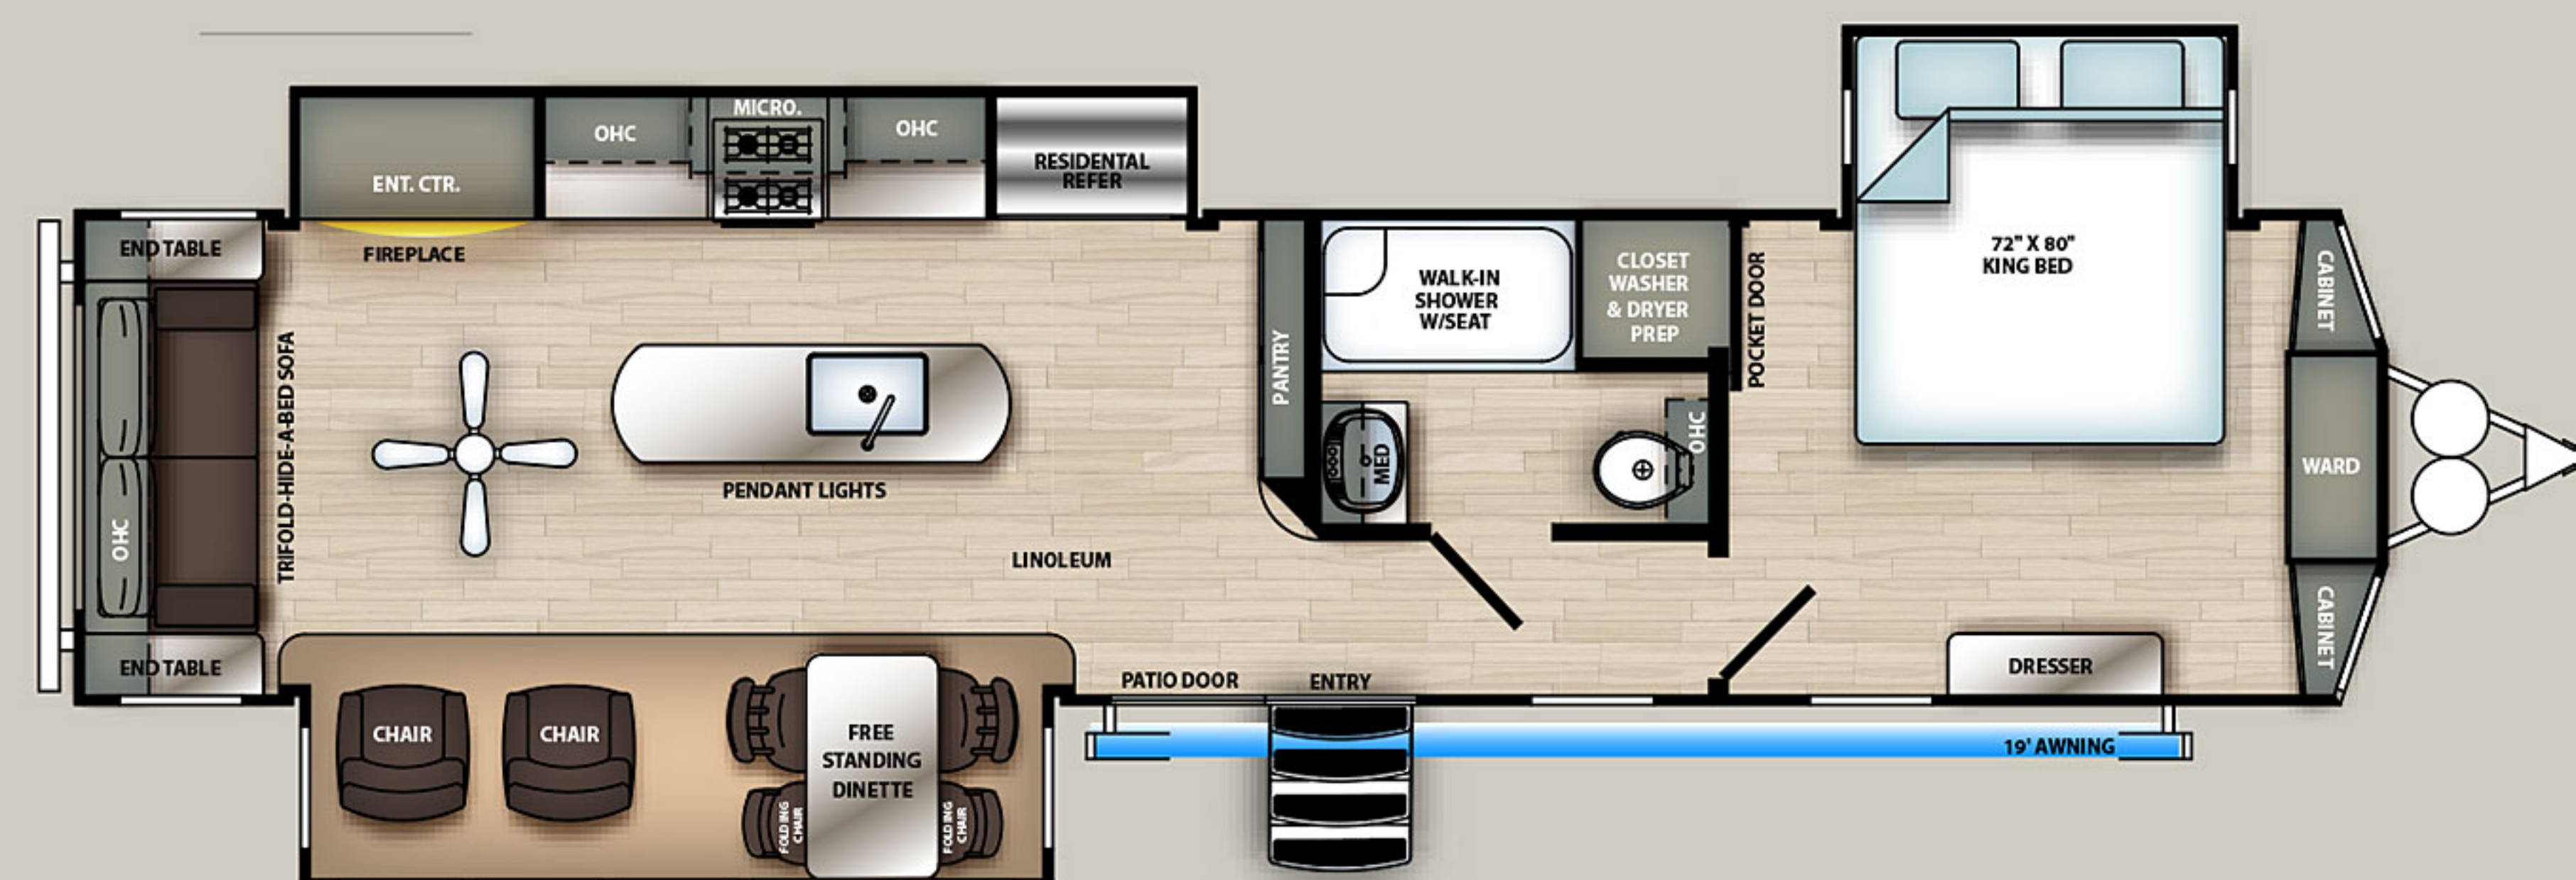 MICRO.
OHC
OHC
ENT. CTR.
RESIDENTAL
REFER
FIREPLACE
END TABLE
TRIFOLD-HIDE-A-BED SOFA
OHC
END TABLE
PENDANT LIGHTS
LINOLEUM
PANTRY
WALK-IN
SHOWER
W/SEAT
CLOSET
WASHER
& DRYER
PREP
POCKET DOOR
MED
OHC
72" X 80"
KING BED
CABINET
WARD
CABINET
DRESSER
CHAIR
CHAIR
FREE
STANDING
DINETTE
FOLDING
CHAIR
FOLDING
CHAIR
PATIO DOOR
ENTRY
19' AWNING